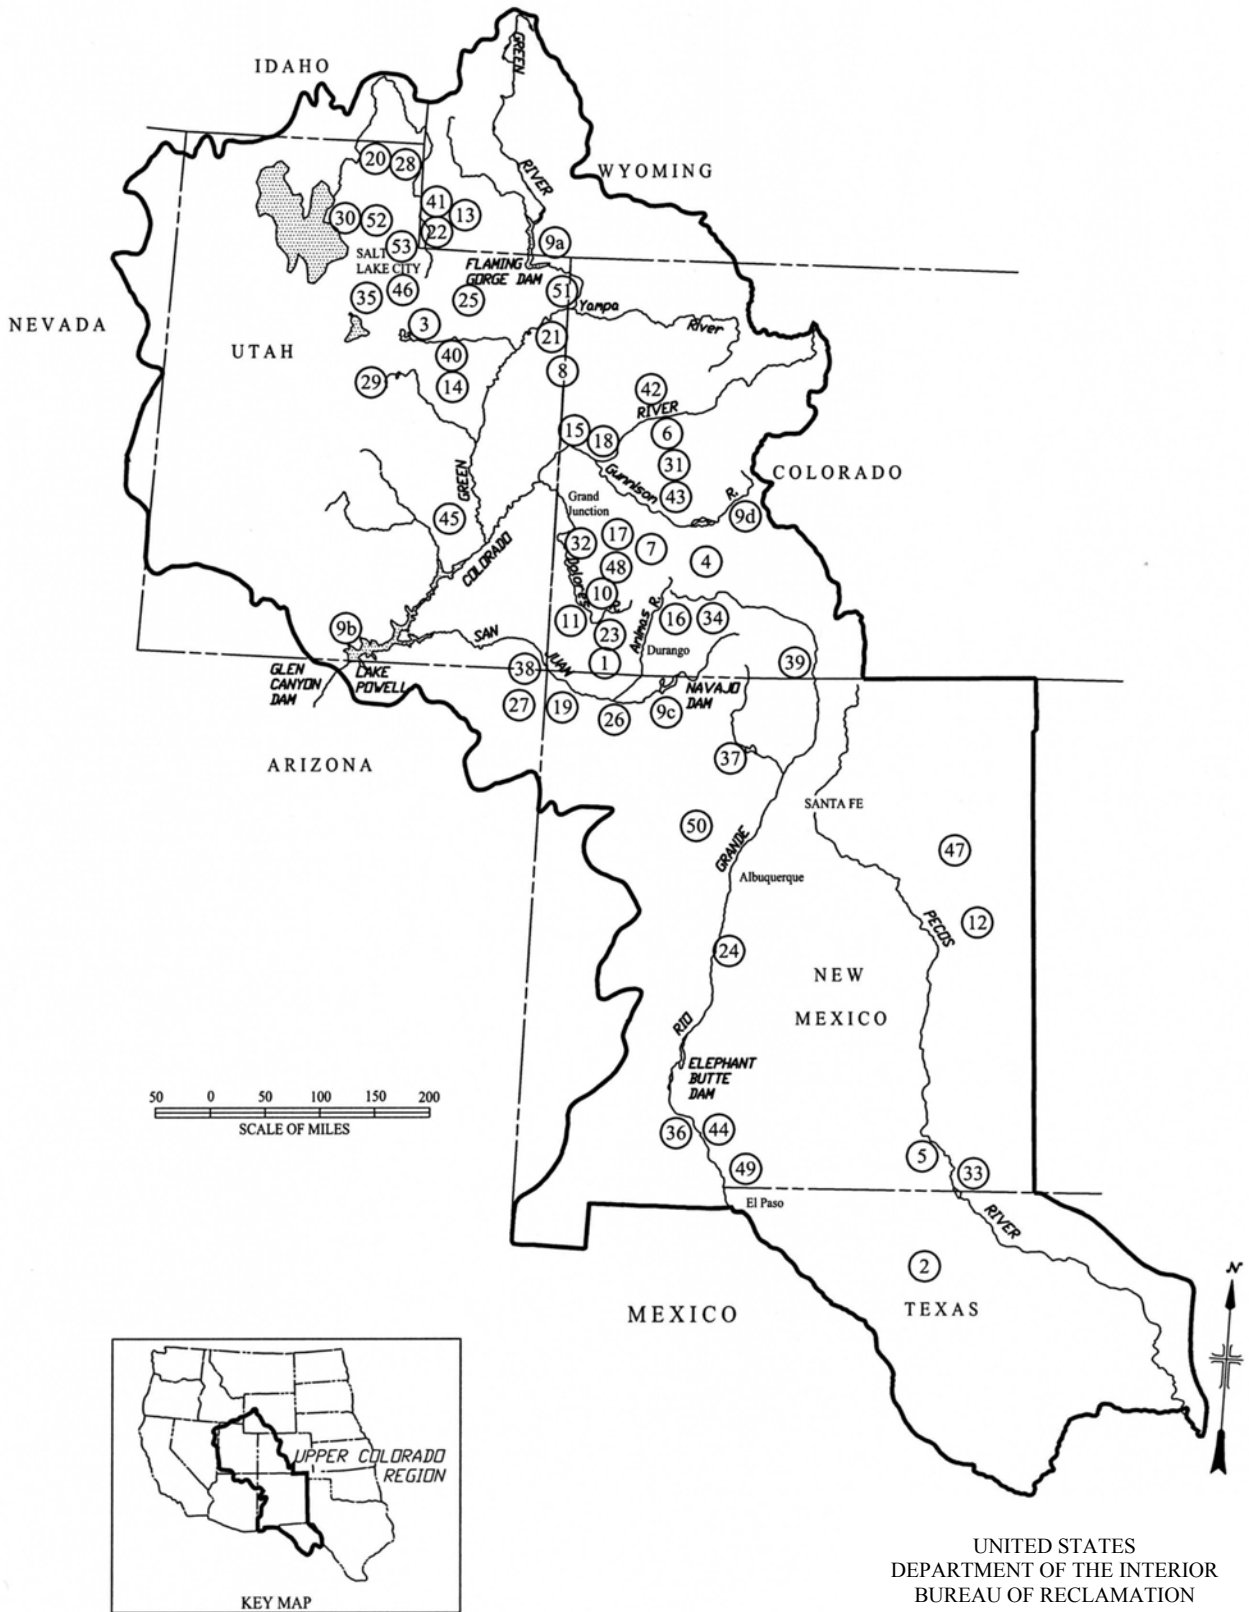 GREEN
IDAHO
RIVER
WYOMING
20
28
41
13
30
52
22
53
9a
SALT
LAKE CITY
FLAMING
GORGE DAM
46
35
25
51
Yampa
River
NEVADA
3
21
UTAH
40
8
29
14
42
RIVER
15
18
6
31
Gunnison
COLORADO
43
R.
GREEN
Grand
Junction
9d
45
17
32
7
COLORADO
4
48
Dolores
R.
10
Animas R.
11
16
34
9b
SAN
23
Durango
JUAN
38
1
39
GLEN
CANYON
DAM
LAKE
POWELL
NAVAJO
DAM
27
19
26
9c
37
ARIZONA
SANTA FE
50
GRANDE
47
Albuquerque
12
PECOS
24
NEW
MEXICO
RIO
ELEPHANT
BUTTE
DAM
50 0 50 100 150 200
SCALE OF MILES
36
44
5
49
33
El Paso
RIVER
2
N
MEXICO
TEXAS
UPPER COLORADO
REGION
KEY MAP
UNITED STATES
DEPARTMENT OF THE INTERIOR
BUREAU OF RECLAMATION